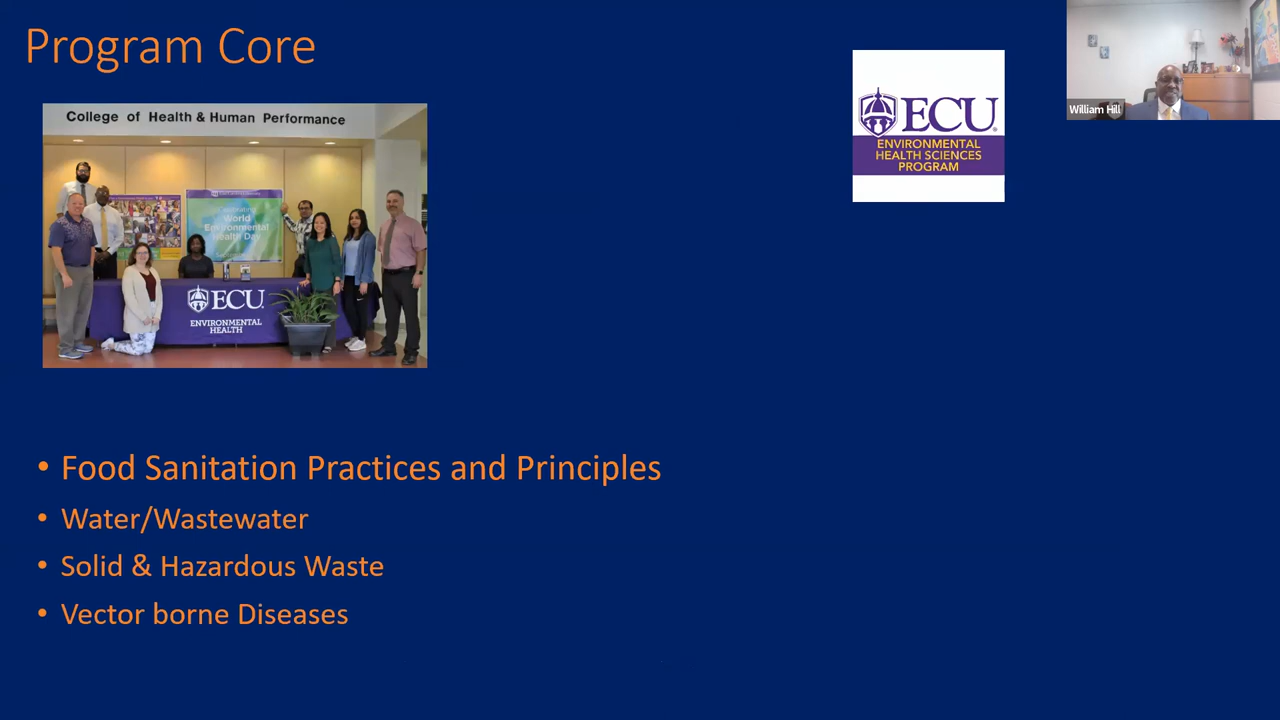 Program Core
College of Health & Human Performance
Celebrating
World
Environmental
Health Day
ECU
ENVIRONMENTAL
HEALTH
ECU
ENVIRONMENTAL
HEALTH SCIENCES
PROGRAM
William Hill
• Food Sanitation Practices and Principles
• Water/Wastewater
• Solid & Hazardous Waste
• Vector borne Diseases